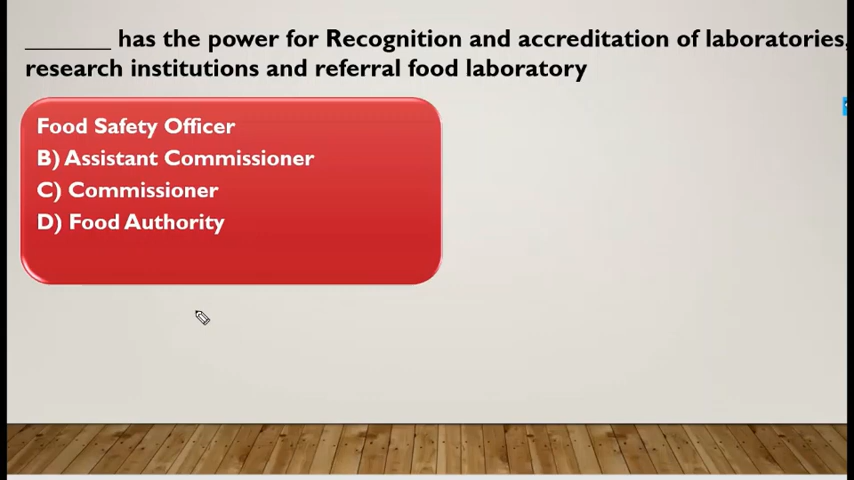 ______ has the power for Recognition and accreditation of laboratories,
research institutions and referral food laboratory
Food Safety Officer
B) Assistant Commissioner
C) Commissioner
D) Food Authority